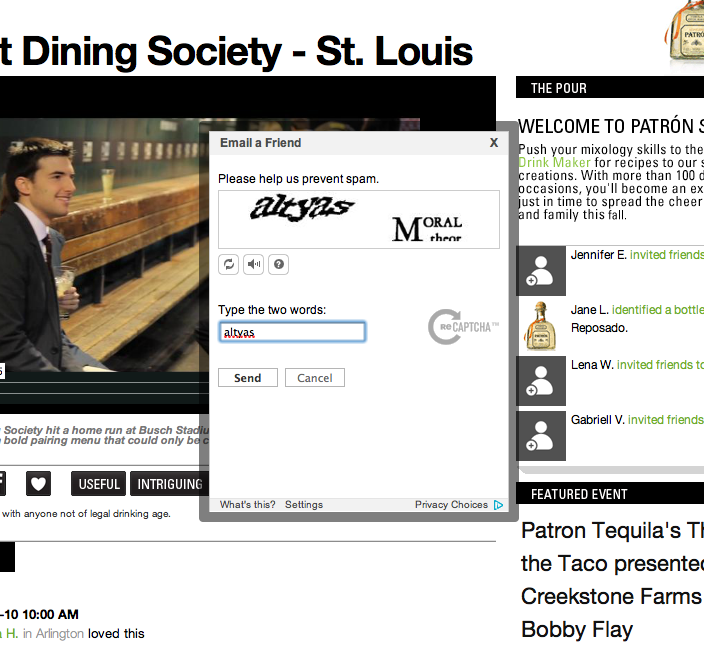 t Dining Society - St. Louis
PATRÓN
THE POUR
WELCOME TO PATRÓN S
Push your mixology skills to the
Drink Maker for recipes to our s
creations. With more than 100 d
occasions, you'll become an ex
just in time to spread the cheer
and family this fall.
Jennifer E. invited friends
Jane L. identified a bottle
Reposado.
Lena W. invited friends to
Gabriell V. invited friends
FEATURED EVENT
Patron Tequila's Th
the Taco presented
Creekstone Farms
Bobby Flay
Email a Friend X
Please help us prevent spam.
altyas MORAL
theor
Type the two words:
altyas
reCAPTCHA™
Send Cancel
What's this? Settings Privacy Choices
Society hit a home run at Busch Stadiu
bold pairing menu that could only be c
USEFUL INTRIGUING
with anyone not of legal drinking age.
-10 10:00 AM
H. in Arlington loved this